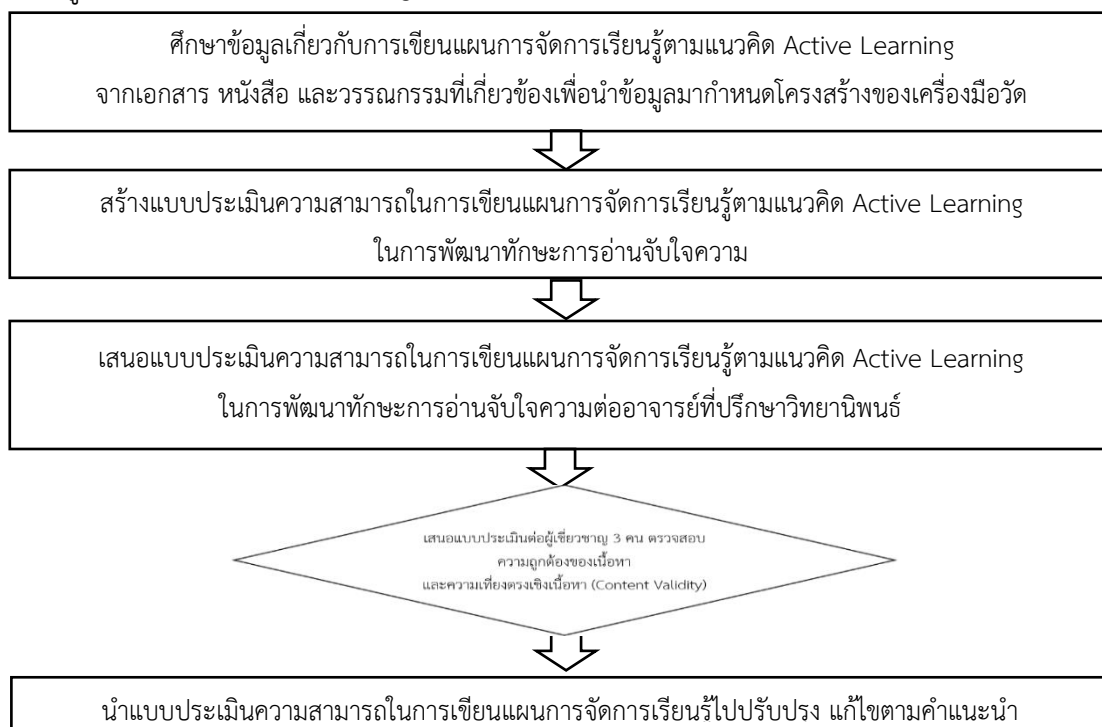 ศึกษาข้อมูลเกี่ยวกับการเขียนแผนการจัดการเรียนรู้ตามแนวคิด Active Learning
จากเอกสาร หนังสือ และวรรณกรรมที่เกี่ยวข้องเพื่อนำข้อมูลมากำหนดโครงสร้างของเครื่องมือวัด
สร้างแบบประเมินความสามารถในการเขียนแผนการจัดการเรียนรู้ตามแนวคิด Active Learning
ในการพัฒนาทักษะการอ่านจับใจความ
เสนอแบบประเมินความสามารถในการเขียนแผนการจัดการเรียนรู้ตามแนวคิด Active Learning
ในการพัฒนาทักษะการอ่านจับใจความต่ออาจารย์ที่ปรึกษาวิทยานิพนธ์
เสนอแบบประเมินต่อผู้เชี่ยวชาญ 3 คน ตรวจสอบ
ความถูกต้องของเนื้อหา
และความเที่ยงตรงเชิงเนื้อหา (Content Validity)
นำแบบประเมินความสามารถในการเขียนแผนการจัดการเรียนรู้ไปปรับปรุง แก้ไขตามคำแนะนำ